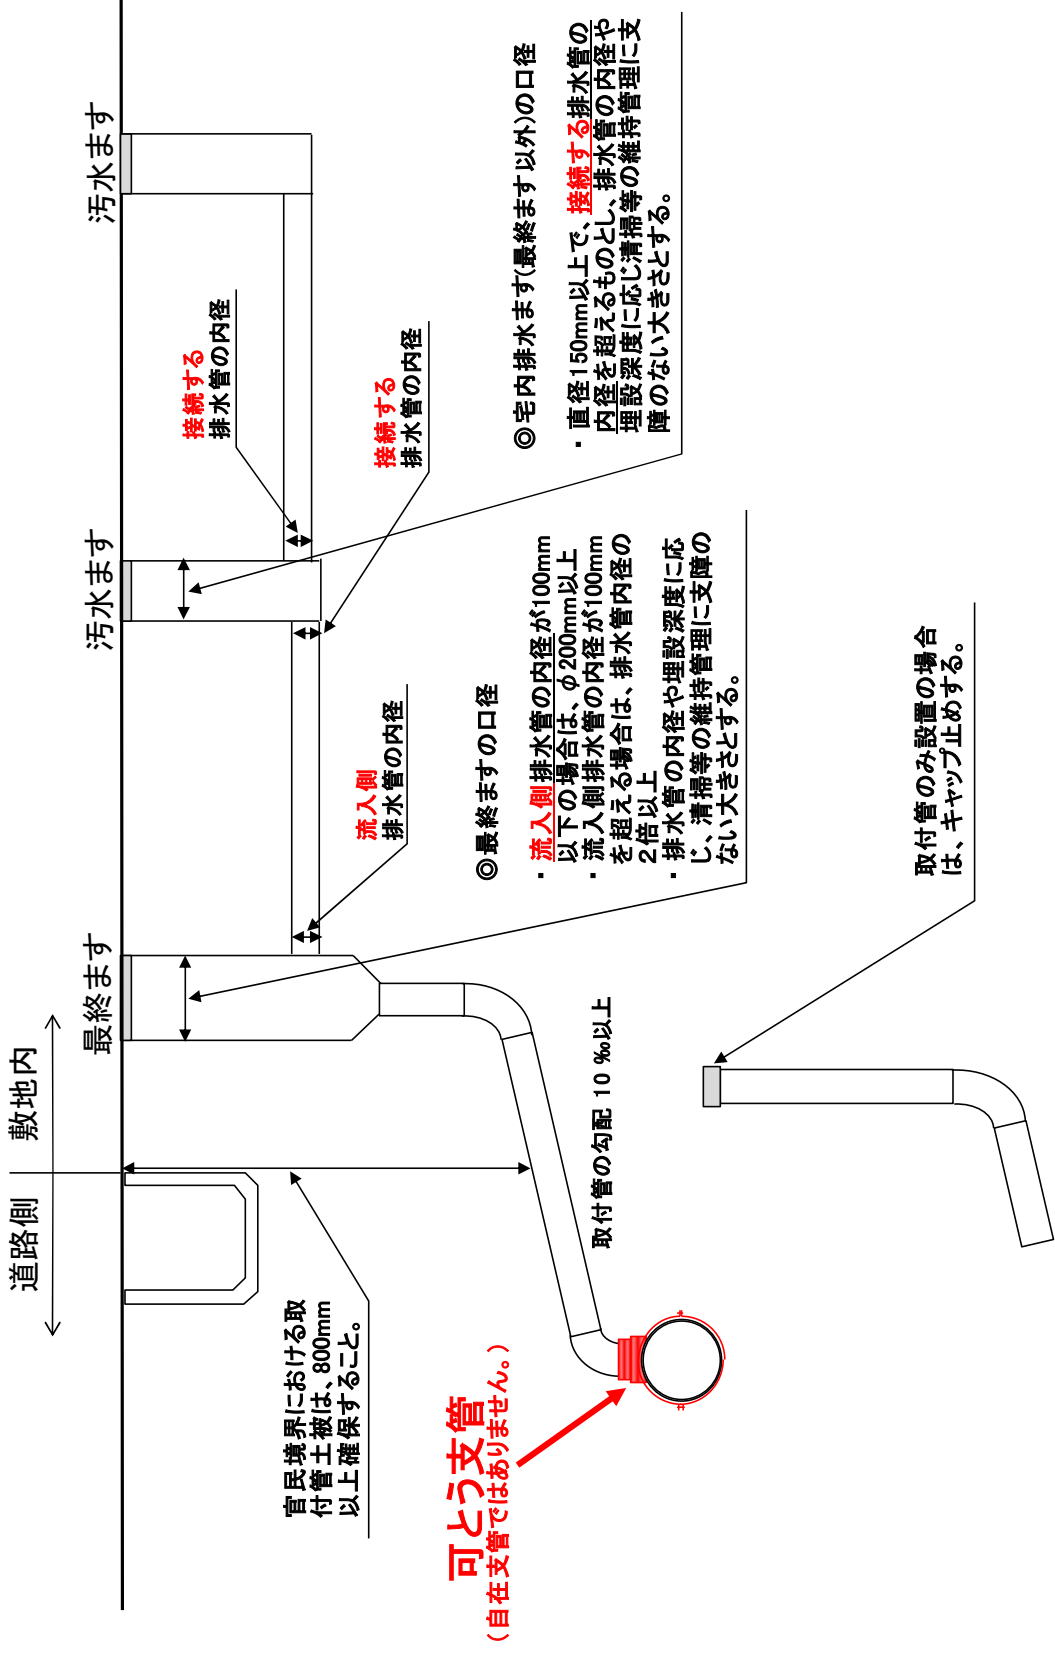 道路側
敷地内
最終ます
汚水ます
汚水ます
官民境界における取
付管土被は、800mm
以上確保すること。
可とう支管
(自在支管ではありません。)
取付管の勾配 10 ‰以上
流入側
排水管の内径
接続する
排水管の内径
接続する
排水管の内径
◎最終ますの口径
・流入側排水管の内径が100mm
以下の場合は、φ200mm以上
・流入側排水管の内径が100mm
を超える場合は、排水管内径の
2倍以上
・排水管の内径や埋設深度に応
じ、清掃等の維持管理に支障の
ない大きさとする。
◎宅内排水ます(最終ます以外)の口径
・直径150mm以上で、接続する排水管の
内径を超えるものとし、排水管の内径や
埋設深度に応じ清掃等の維持管理に支
障のない大きさとする。
取付管のみ設置の場合
は、キャップ止めする。